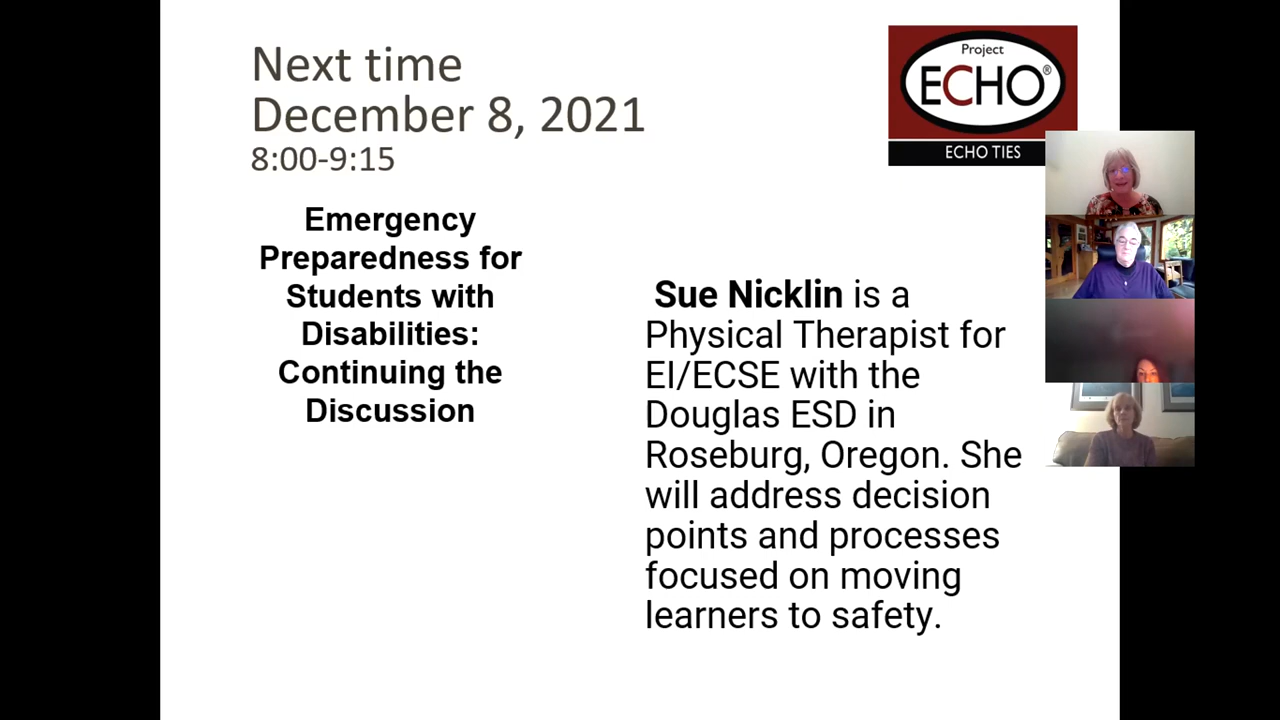 Next time
December 8, 2021
8:00-9:15
Project
ECHO®
ECHO TIES
Emergency
Preparedness for
Students with
Disabilities:
Continuing the
Discussion
Sue Nicklin is a
Physical Therapist for
EI/ECSE with the
Douglas ESD in
Roseburg, Oregon. She
will address decision
points and processes
focused on moving
learners to safety.